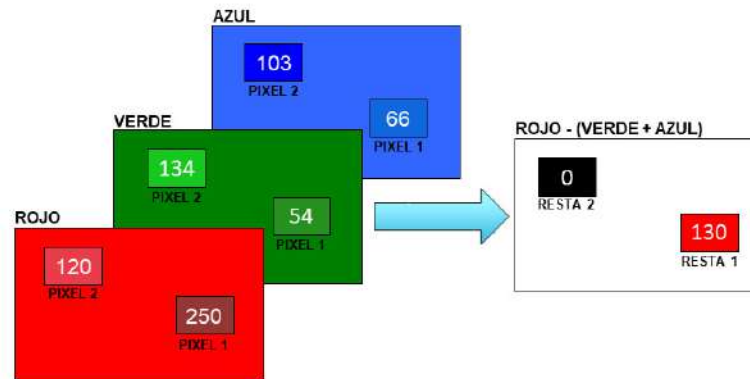 AZUL
103
PIXEL 2
66
PIXEL 1
VERDE
134
PIXEL 2
54
PIXEL 1
ROJO
120
PIXEL 2
250
PIXEL 1
ROJO - (VERDE + AZUL)
0
RESTA 2
130
RESTA 1